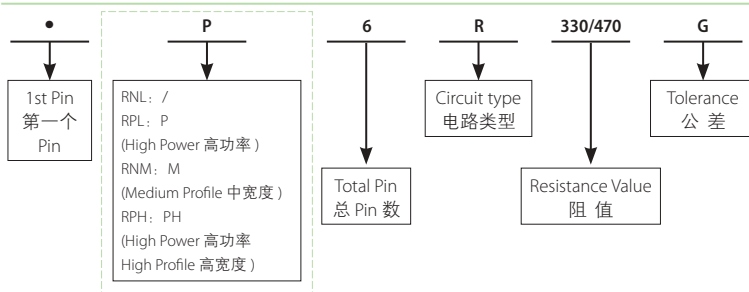 • P 6 R 330/470 G
1st Pin
第一个
Pin
RNL：/
RPL：P
(High Power 高功率 )
RNM：M
(Medium Profile 中宽度 )
RPH：PH
(High Power 高功率
High Profile 高宽度 )
Total Pin
总 Pin 数
Circuit type
电路类型
Resistance Value
阻 值
Tolerance
公 差